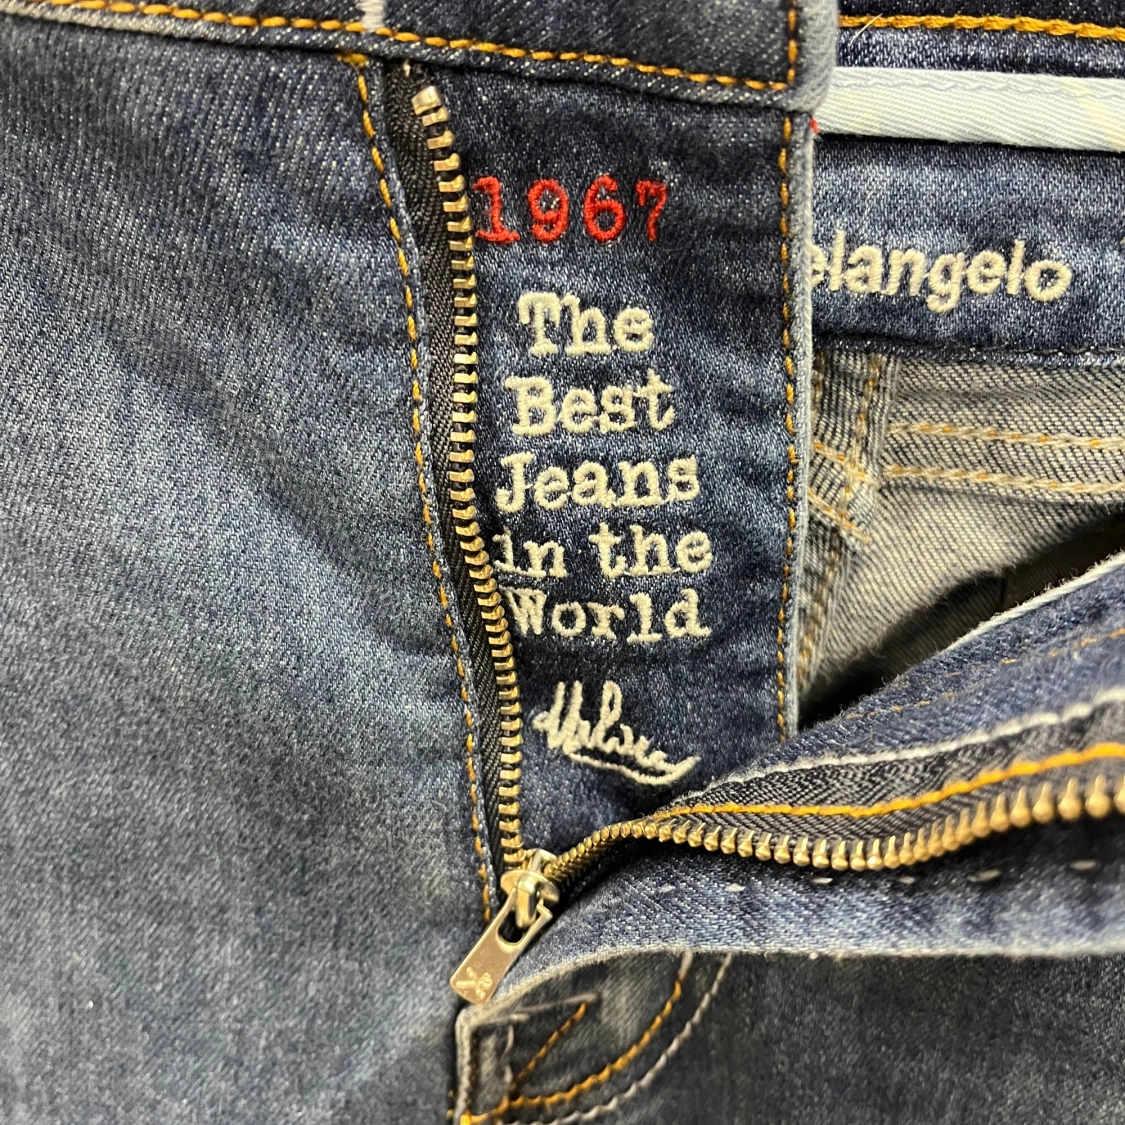 1967
The
Best
Jeans
in the
World
elangelo